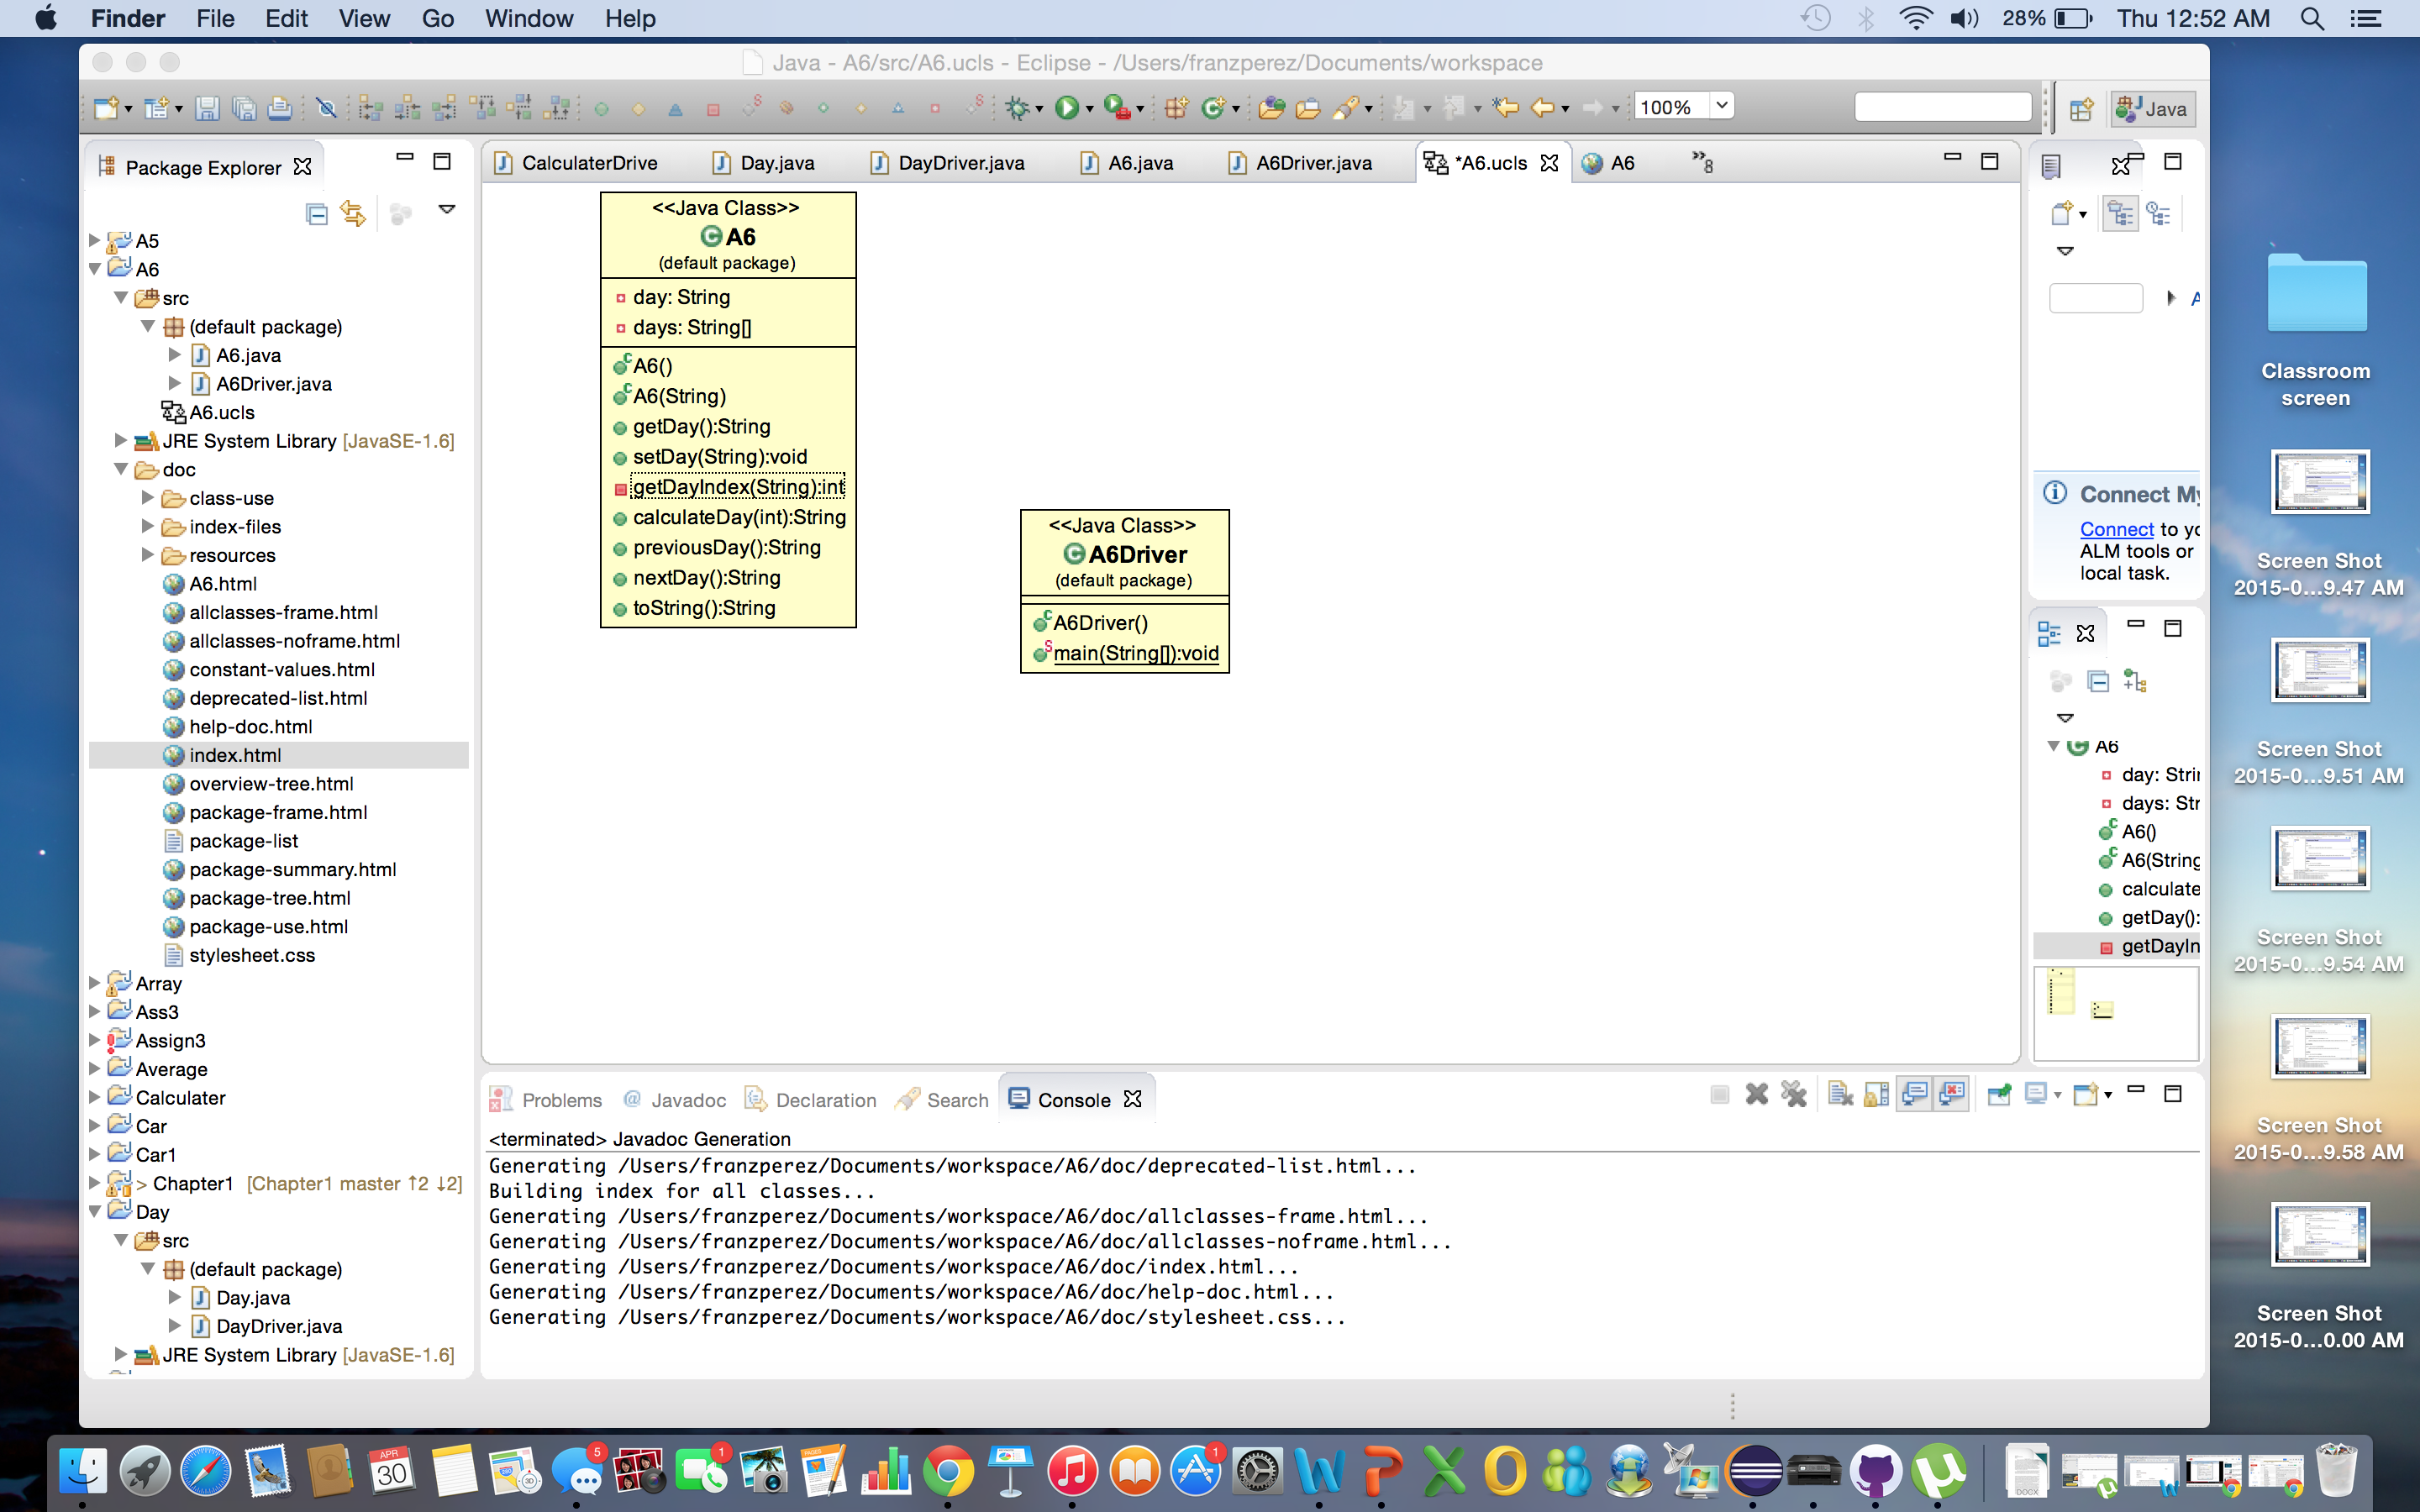 Finder File Edit View Go Window Help 28% Thu 12:52 AM
Java - A6/src/A6.ucls - Eclipse - /Users/franzperez/Documents/workspace
100% Java
Package Explorer
A5
A6
src
(default package)
A6.java
A6Driver.java
A6.ucls
JRE System Library [JavaSE-1.6]
doc
class-use
index-files
resources
A6.html
allclasses-frame.html
allclasses-noframe.html
constant-values.html
deprecated-list.html
help-doc.html
index.html
overview-tree.html
package-frame.html
package-list
package-summary.html
package-tree.html
package-use.html
stylesheet.css
Array
Ass3
Assign3
Average
Calculater
Car
Car1
> Chapter1 [Chapter1 master ↑2 ↓2]
Day
src
(default package)
Day.java
DayDriver.java
JRE System Library [JavaSE-1.6]
CalculaterDrive Day.java DayDriver.java A6.java A6Driver.java *A6.ucls A6 »8
<<Java Class>>
A6
(default package)
day: String
days: String[]
A6()
A6(String)
getDay():String
setDay(String):void
getDayIndex(String):int
calculateDay(int):String
previousDay():String
nextDay():String
toString():String
<<Java Class>>
A6Driver
(default package)
A6Driver()
main(String[]):void
Problems Javadoc Declaration Search Console
<terminated> Javadoc Generation
Generating /Users/franzperez/Documents/workspace/A6/doc/deprecated-list.html...
Building index for all classes...
Generating /Users/franzperez/Documents/workspace/A6/doc/allclasses-frame.html...
Generating /Users/franzperez/Documents/workspace/A6/doc/allclasses-noframe.html...
Generating /Users/franzperez/Documents/workspace/A6/doc/index.html...
Generating /Users/franzperez/Documents/workspace/A6/doc/help-doc.html...
Generating /Users/franzperez/Documents/workspace/A6/doc/stylesheet.css...
A
Connect My
Connect to yo
ALM tools or
local task.
A6
day: Strin
days: Str
A6()
A6(String
calculate
getDay():
getDayIn
Classroom
screen
Screen Shot
2015-0...9.47 AM
Screen Shot
2015-0...9.51 AM
Screen Shot
2015-0...9.54 AM
Screen Shot
2015-0...9.58 AM
Screen Shot
2015-0...0.00 AM
APR
30
5
1
PAGES
1
DOCX